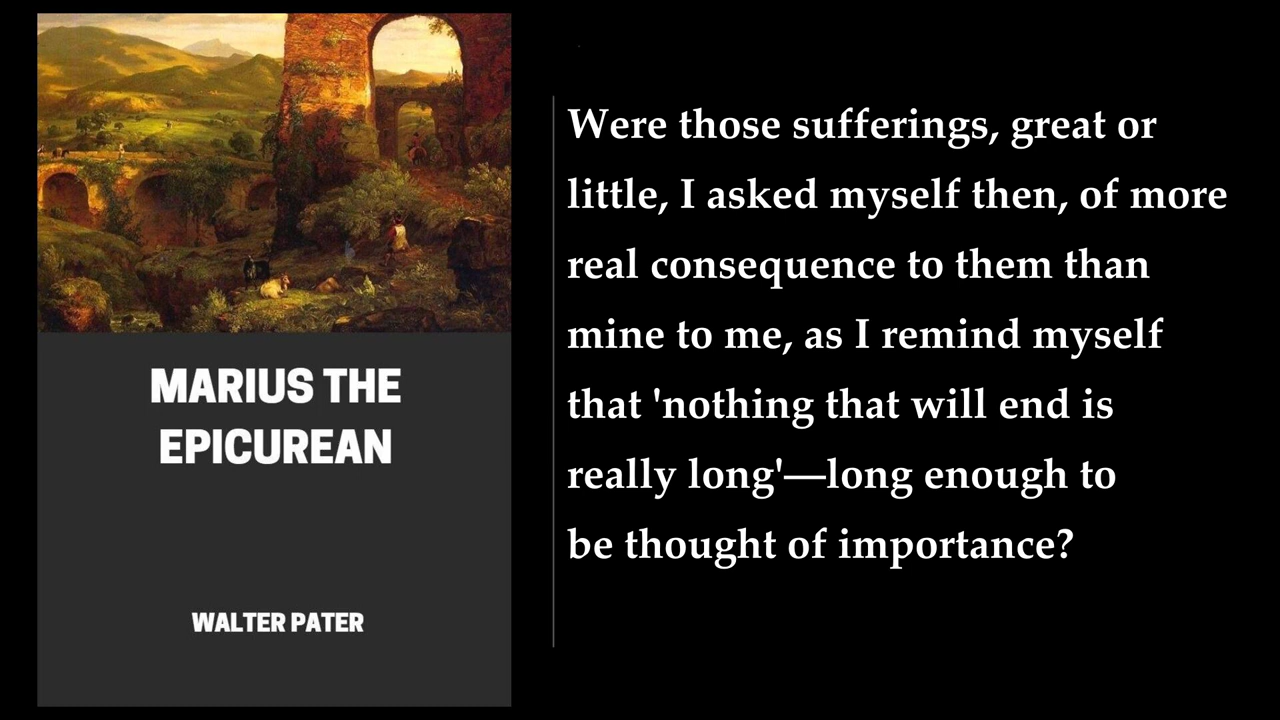 MARIUS THE
EPICUREAN
WALTER PATER
Were those sufferings, great or
little, I asked myself then, of more
real consequence to them than
mine to me, as I remind myself
that 'nothing that will end is
really long'—long enough to
be thought of importance?